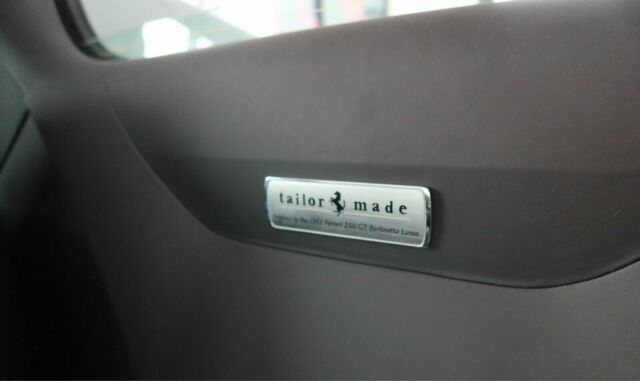 tailor made
Inspired by the 1962 Ferrari 250 GT Berlinetta Lusso